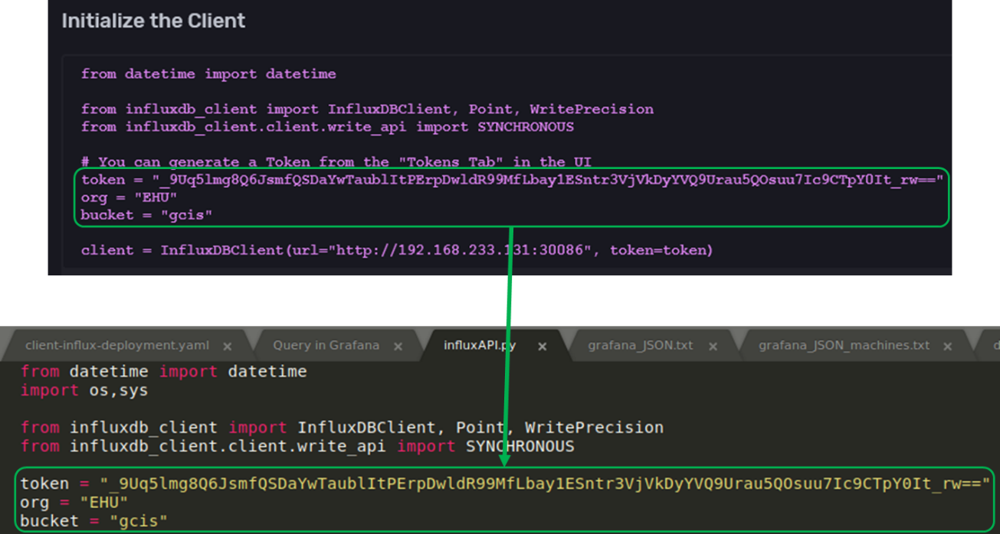 Initialize the Client
from datetime import datetime
from influxdb_client import InfluxDBClient, Point, WritePrecision
from influxdb_client.client.write_api import SYNCHRONOUS
# You can generate a Token from the "Tokens Tab" in the UI
token = "_9Uq5lmg8Q6JsmfQSDaYwTaublItPErpDwldR99MfLbay1ESntr3VjVkDyYVQ9Urau5QOsuu7Ic9CTpY0It_rw=="
org = "EHU"
bucket = "gcis"
client = InfluxDBClient(url="http://192.168.233.131:30086", token=token)
client-influx-deployment.yaml × Query in Grafana × influxAPI.py × grafana_JSON.txt × grafana_JSON_machines.txt × d
from datetime import datetime
import os,sys
from influxdb_client import InfluxDBClient, Point, WritePrecision
from influxdb_client.client.write_api import SYNCHRONOUS
token = "_9Uq5lmg8Q6JsmfQSDaYwTaublItPErpDwldR99MfLbay1ESntr3VjVkDyYVQ9Urau5QOsuu7Ic9CTpY0It_rw=="
org = "EHU"
bucket = "gcis"